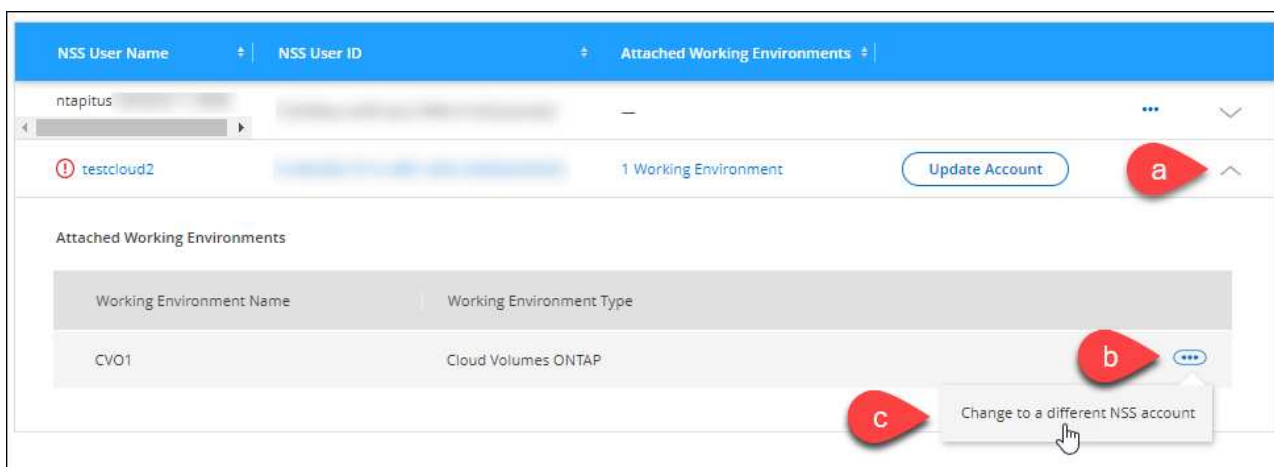 NSS User Name NSS User ID Attached Working Environments
ntapitus
—
testcloud2 1 Working Environment Update Account a
Attached Working Environments
Working Environment Name Working Environment Type
CVO1 Cloud Volumes ONTAP b
c Change to a different NSS account